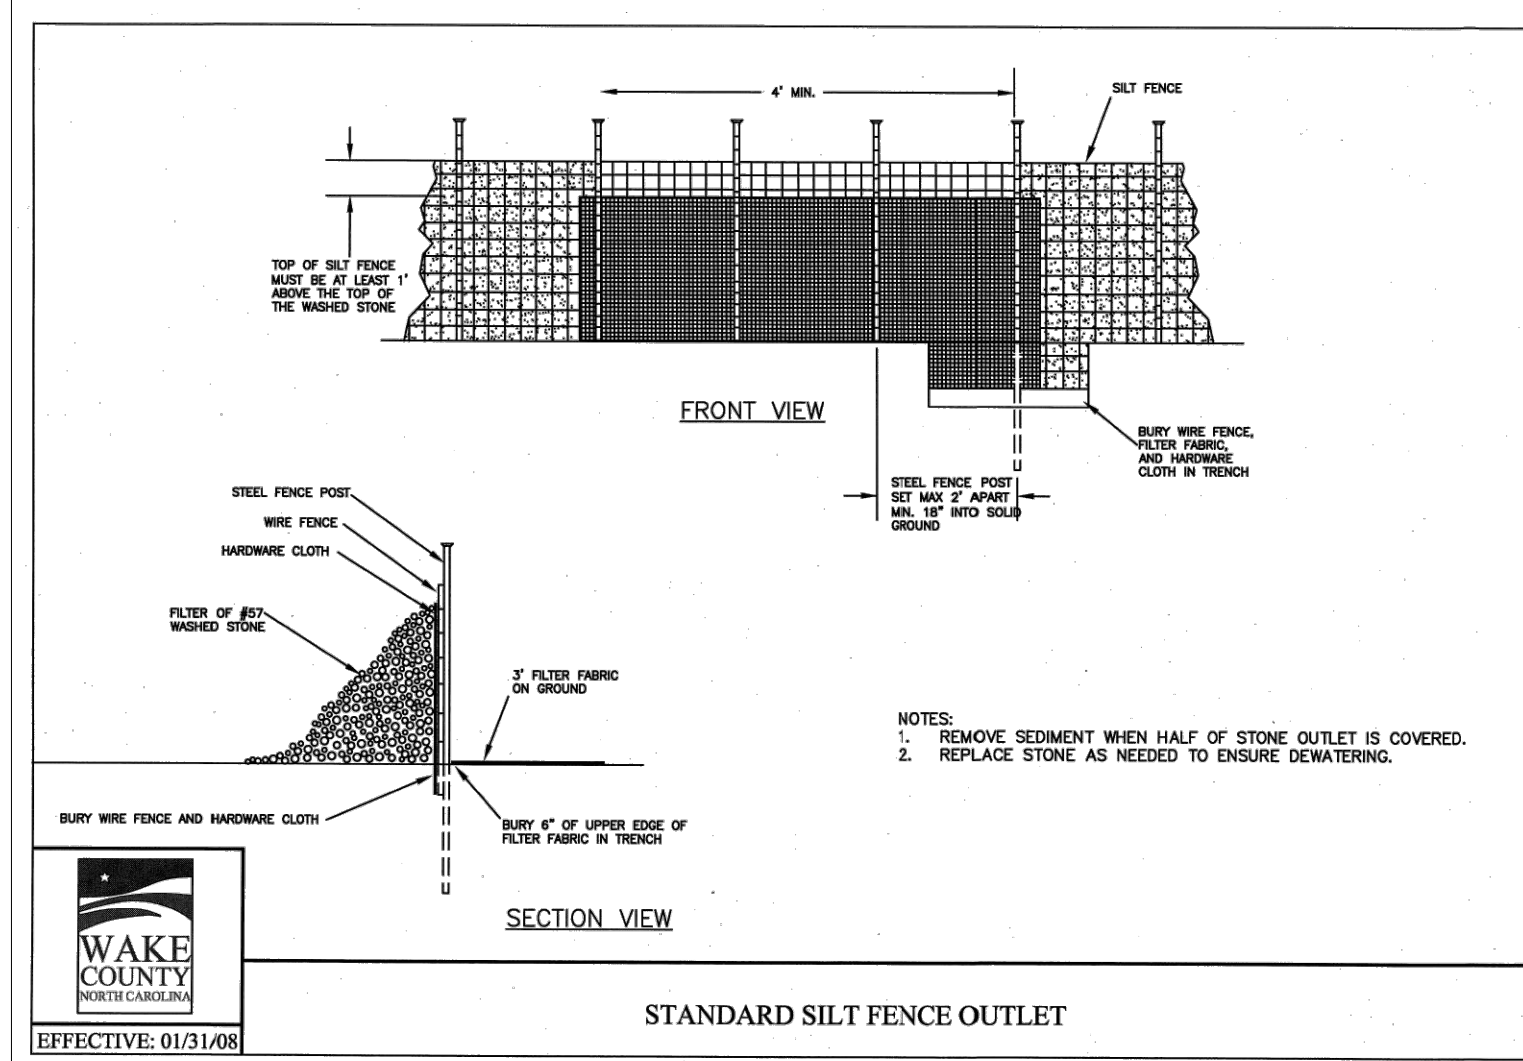 4' MIN.
SILT FENCE
TOP OF SILT FENCE
MUST BE AT LEAST 1'
ABOVE THE TOP OF
THE WASHED STONE
FRONT VIEW
BURY WIRE FENCE,
FILTER FABRIC,
AND HARDWARE
CLOTH IN TRENCH
STEEL FENCE POST
SET MAX 2' APART
MIN. 18" INTO SOLID
GROUND
STEEL FENCE POST
WIRE FENCE
HARDWARE CLOTH
FILTER OF #57
WASHED STONE
3' FILTER FABRIC
ON GROUND
BURY WIRE FENCE AND HARDWARE CLOTH
BURY 6" OF UPPER EDGE OF
FILTER FABRIC IN TRENCH
SECTION VIEW
NOTES:
1. REMOVE SEDIMENT WHEN HALF OF STONE OUTLET IS COVERED.
2. REPLACE STONE AS NEEDED TO ENSURE DEWATERING.
WAKE
COUNTY
NORTH CAROLINA
EFFECTIVE: 01/31/08
STANDARD SILT FENCE OUTLET